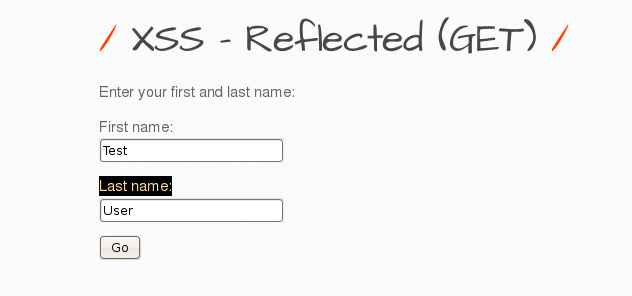 / XSS - Reflected (GET) /
Enter your first and last name:
First name:
Test
Last name:
User
Go